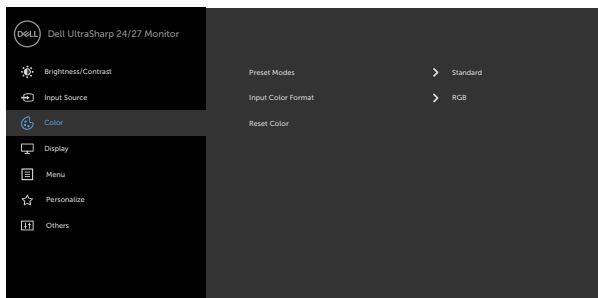 DELL Dell UltraSharp 24/27 Monitor
Brightness/Contrast
Input Source
Color
Display
Menu
Personalize
Others
Preset Modes Standard
Input Color Format RGB
Reset Color